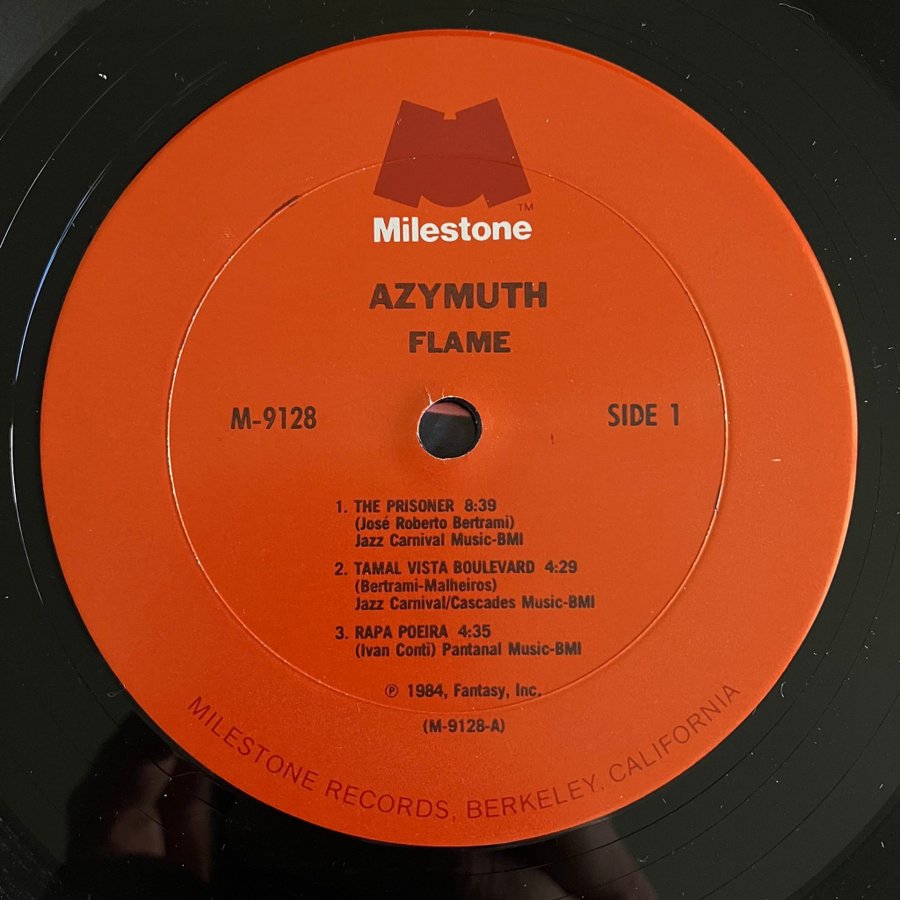 TM
Milestone
AZYMUTH
FLAME
M-9128
SIDE 1
1. THE PRISONER 8:39
(José Roberto Bertrami)
Jazz Carnival Music-BMI
2. TAMAL VISTA BOULEVARD 4:29
(Bertrami-Malheiros)
Jazz Carnival/Cascades Music-BMI
3. RAPA POEIRA 4:35
(Ivan Conti) Pantanal Music-BMI
℗ 1984, Fantasy, Inc.
(M-9128-A)
MILESTONE RECORDS, BERKELEY, CALIFORNIA